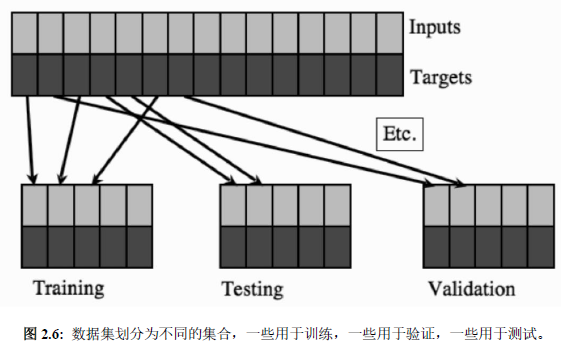 Inputs
Targets
Etc.
Training
Testing
Validation
图 2.6: 数据集划分为不同的集合，一些用于训练，一些用于验证，一些用于测试。